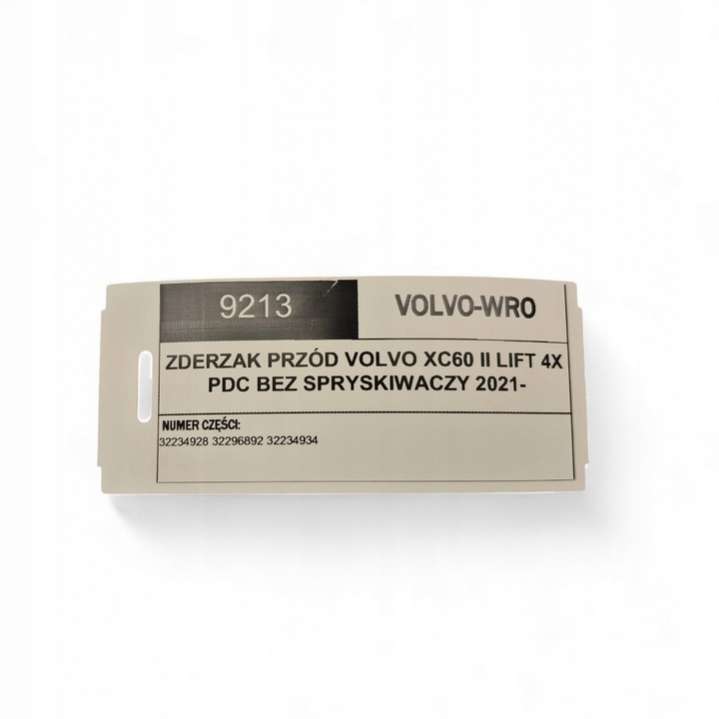 9213
VOLVO-WRO
ZDERZAK PRZÓD VOLVO XC60 II LIFT 4X
PDC BEZ SPRYSKIWACZY 2021-
NUMER CZĘŚCI:
32234928 32296892 32234934